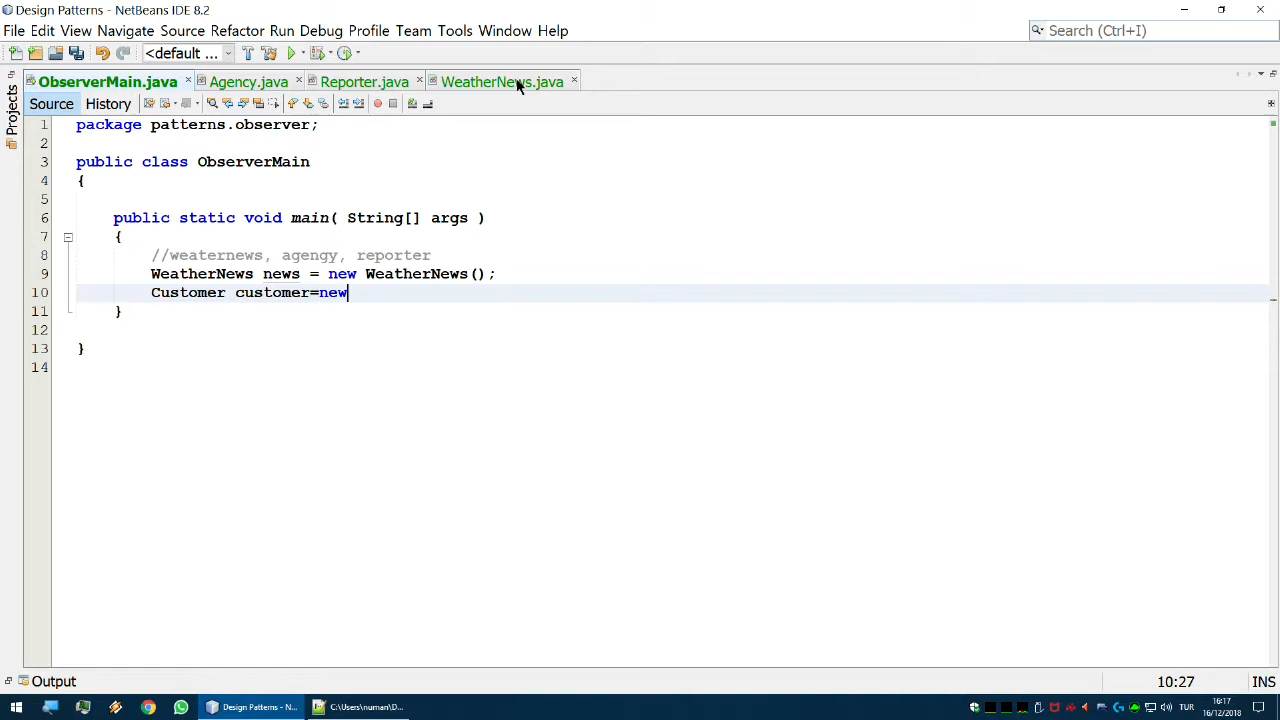 Design Patterns - NetBeans IDE 8.2
File Edit View Navigate Source Refactor Run Debug Profile Team Tools Window Help
Search (Ctrl+I)
<default ...
ObserverMain.java Agency.java Reporter.java WeatherNews.java
Projects
Source History
1 package patterns.observer;
2
3 public class ObserverMain
4 {
5
6 public static void main( String[] args )
7 {
8 //weaternews, agengy, reporter
9 WeatherNews news = new WeatherNews();
10 Customer customer=new
11 }
12
13 }
14
Output
10:27 INS
Design Patterns - N...
C:\Users\numan\D...
TUR
16:17
16/12/2018